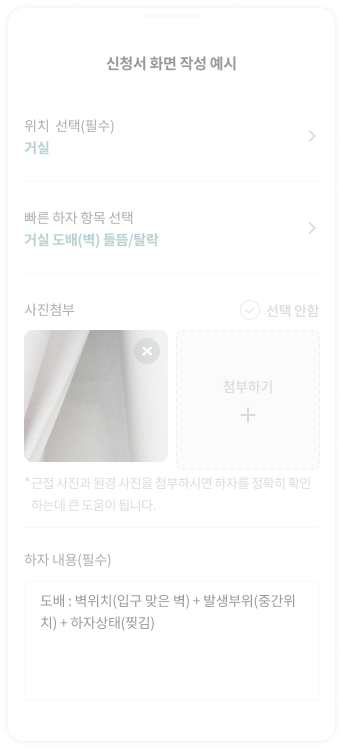 신청서 화면 작성 예시
위치 선택(필수)
거실
빠른 하자 항목 선택
거실 도배(벽) 들뜸/탈락
사진첨부
선택 안함
첨부하기
*근접 사진과 원경 사진을 첨부하시면 하자를 정확히 확인
하는데 큰 도움이 됩니다.
하자 내용(필수)
도배 : 벽위치(입구 맞은 벽) + 발생부위(중간위
치) + 하자상태(찢김)